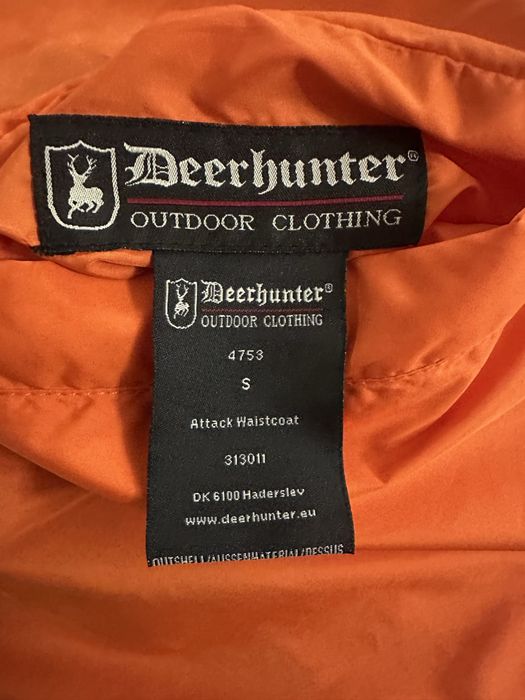 Deerhunter®
OUTDOOR CLOTHING
Deerhunter®
OUTDOOR CLOTHING
4753
S
Attack Waistcoat
313011
DK 6100 Haderslev
www.deerhunter.eu
OUTSHELL/AUSSENMATERIAL/DESSUS